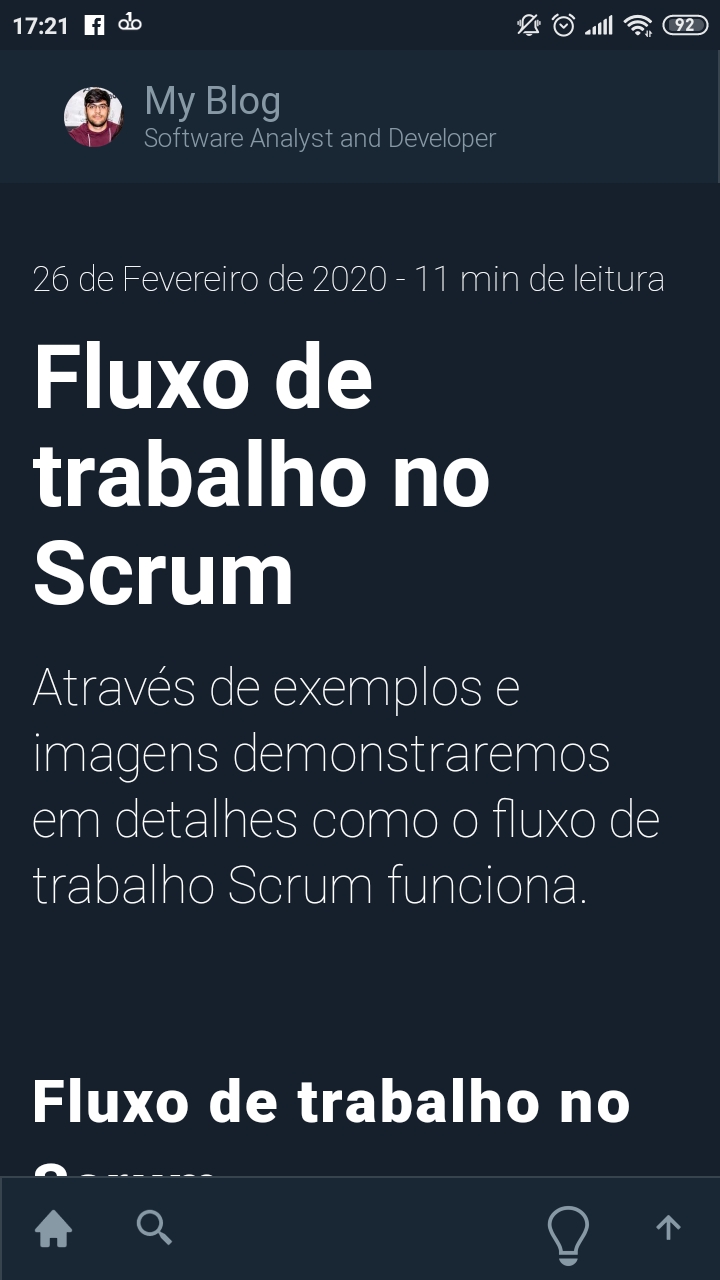 17:21
92
My Blog
Software Analyst and Developer
26 de Fevereiro de 2020 - 11 min de leitura
Fluxo de
trabalho no
Scrum
Através de exemplos e
imagens demonstraremos
em detalhes como o fluxo de
trabalho Scrum funciona.
Fluxo de trabalho no
Scrum